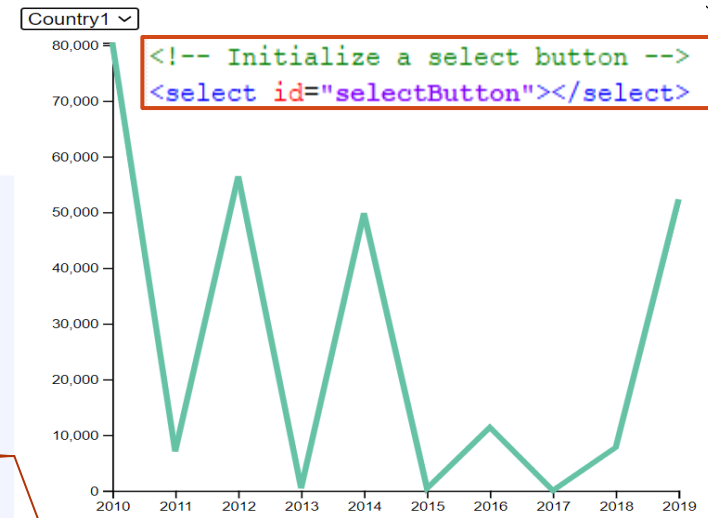 Country1
<!-- Initialize a select button -->
<select id="selectButton"></select>
80,000
70,000
60,000
50,000
40,000
30,000
20,000
10,000
0
2010 2011 2012 2013 2014 2015 2016 2017 2018 2019